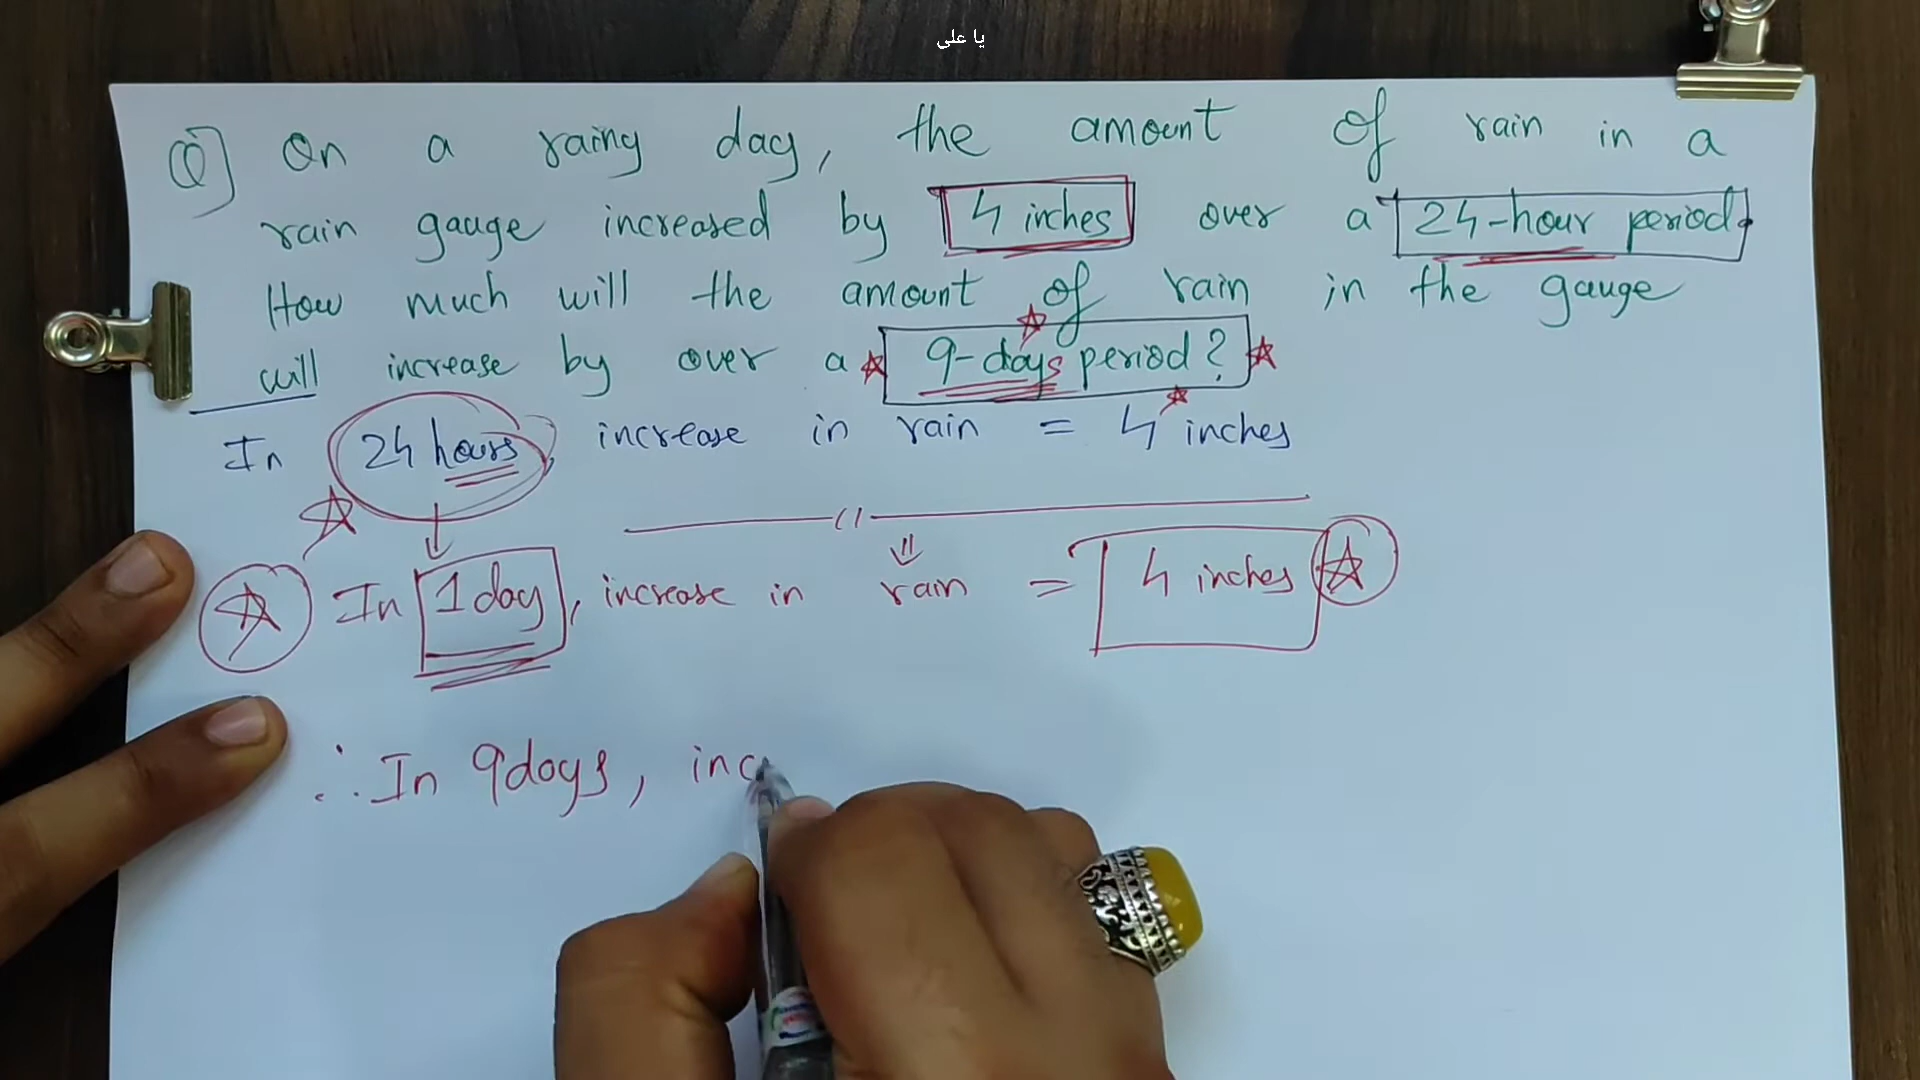 يا على
Q] On a rainy day, the amount of rain in a
rain gauge increased by 4 inches over a 24-hour period.
How much will the amount of rain in the gauge
will increase by over a 9-days period?
In 24 hours, increase in rain = 4 inches
In 1 day, increase in rain = 4 inches
∴ In 9 days, inc